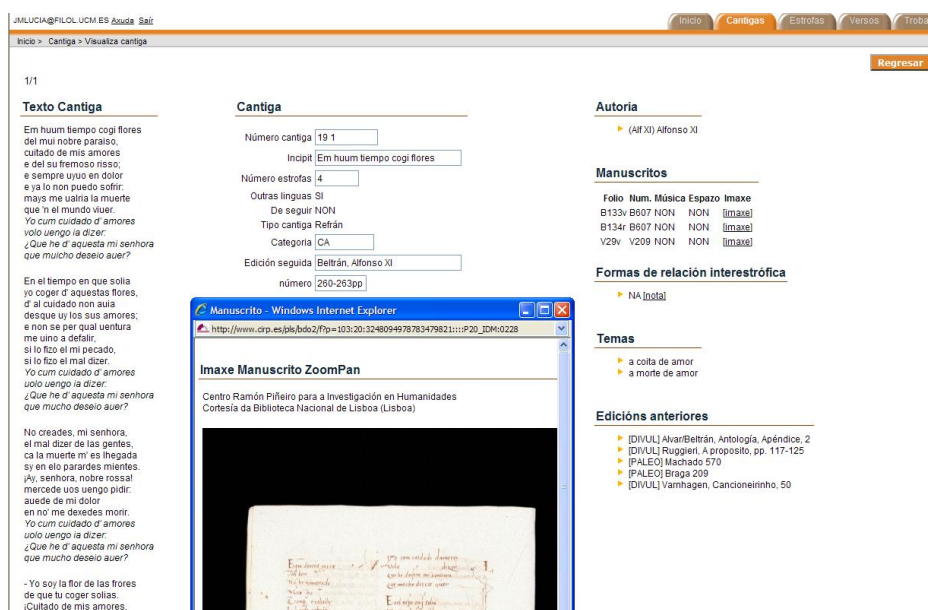 JMLUCIA@FILOL.UCM.ES Axuda Saír
Inicio
Cantigas
Estrofas
Versos
Troba
Inicio > Cantiga > Visualiza cantiga
Regresar
1/1
Texto Cantiga
Em huum tiempo cogi flores
del mui nobre paraiso,
cuitado de mis amores
e del su fremoso risso;
e sempre uyuo en dolor
e ya lo non puedo sofrir:
mays me ualria la muerte
que 'n el mundo viuer.
Yo cum cuidado d' amores
volo uengo ia dizer:
¿Que he d' aquesta mi senhora
que muicho deseio auer?
En el tiempo en que solia
yo coger d' aquestas flores,
d' al cuidado non auia
desque uy los sus amores;
e non se per qual uentura
me uino a defalir,
si lo fizo el mi pecado,
si lo fizo el mal dizer.
Yo cum cuidado d' amores
uolo uengo ia dizer:
¿Que he d' aquesta mi senhora
que mucho deseio auer?
No creades, mi senhora,
el mal dizer de las gentes,
ca la muerte m' es lhegada
sy en elo parardes mientes.
¡Ay, senhora, nobre rossa!
mercede uos uengo pidir:
auede de mi dolor
en no' me dexedes morir.
Yo cum cuidado d' amores
uolo uengo ia dizer:
¿Que he d' aquesta mi senhora
que mucho deseio auer?
- Yo soy la flor de las frores
de que tu coger solias.
¡Cuitado de mis amores,
Cantiga
Número cantiga 19 1
Incipit Em huum tiempo cogi flores
Número estrofas 4
Outras linguas SI
De seguir NON
Tipo cantiga Refrán
Categoria CA
Edición seguida Beltrán, Alfonso XI
número 260-263pp
Manuscrito - Windows Internet Explorer
http://www.cirp.es/pls/bdo2/f?p=103:20:3248094978783479821::::P20_IDM:0228
Imaxe Manuscrito ZoomPan
Centro Ramón Piñeiro para a Investigación en Humanidades
Cortesía da Biblioteca Nacional de Lisboa (Lisboa)
Autoría
(Alf XI) Alfonso XI
Manuscritos
Folio Num. Música Espazo Imaxe
B133v B607 NON NON [imaxe]
B134r B607 NON NON [imaxe]
V29v V209 NON NON [imaxe]
Formas de relación interestrófica
NA [nota]
Temas
a coita de amor
a morte de amor
Edicións anteriores
[DIVUL] Alvar/Beltrán, Antología, Apéndice, 2
[DIVUL] Ruggieri, A proposito, pp. 117-125
[PALEO] Machado 570
[PALEO] Braga 209
[DIVUL] Varnhagen, Cancioneirinho, 50